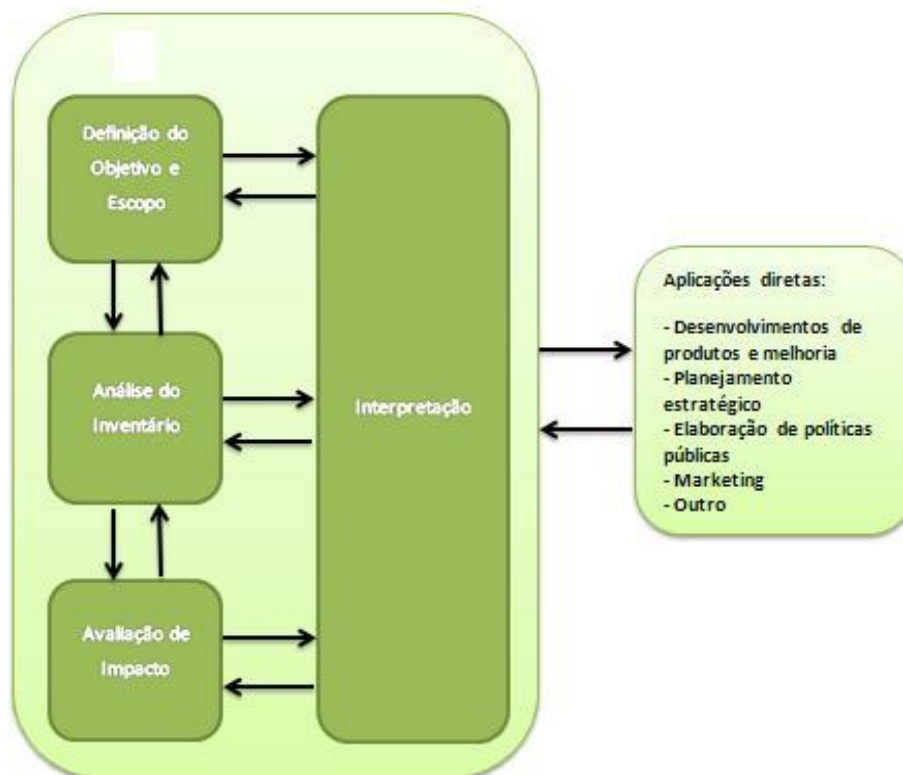 Definição do
Objetivo e
Escopo
Análise do
Inventário
Avaliação de
Impacto
Interpretação
Aplicações diretas:
- Desenvolvimentos de
produtos e melhoria
- Planejamento
estratégico
- Elaboração de políticas
públicas
- Marketing
- Outro